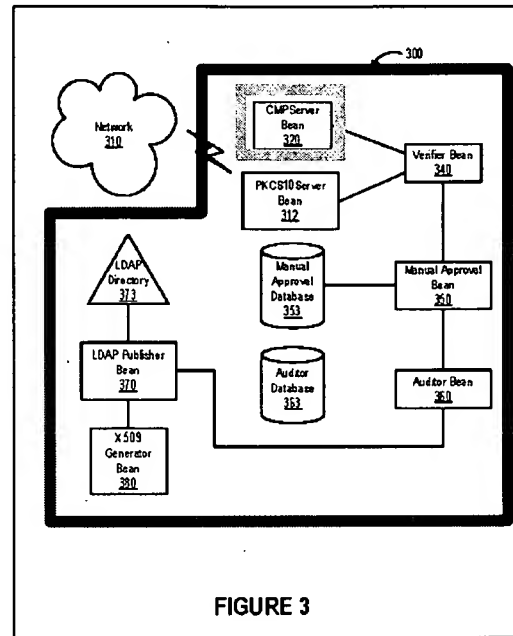 300
Network
310
CMPServer
Bean
320
PKCS10Server
Bean
312
Verifier Bean
340
LDAP
Directory
373
Manual
Approval
Database
353
Manual Approval
Bean
350
LDAP Publisher
Bean
370
Auditor
Database
363
Auditor Bean
360
X509
Generator
Bean
380
FIGURE 3